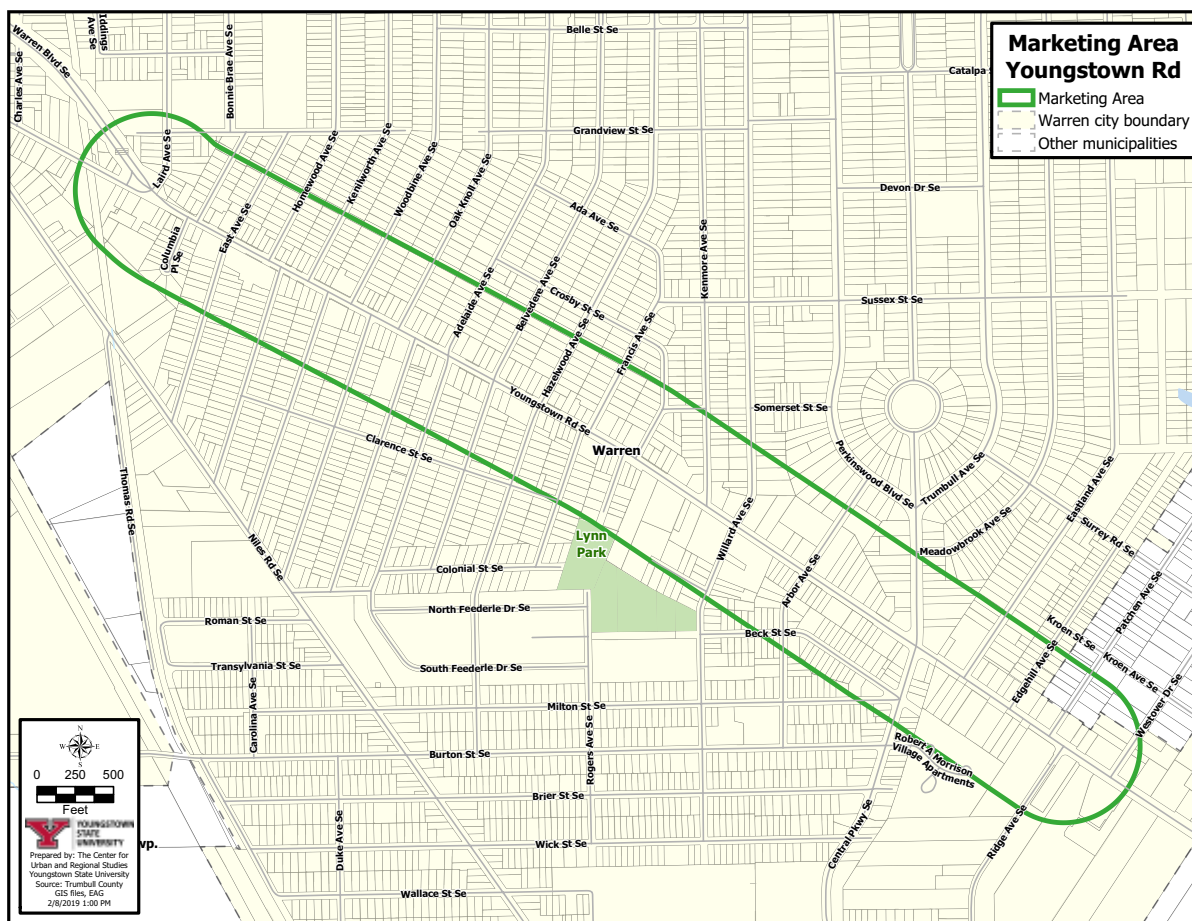 Marketing Area
Youngstown Rd
Marketing Area
Warren city boundary
Other municipalities
Iddings
Ave Se
Warren Blvd Se
Charles Ave Se
Bonnie Brae Ave Se
Belle St Se
Catalpa S
Grandview St Se
Laird Ave Se
Homewood Ave Se
Kenilworth Ave Se
Woodbine Ave Se
Oak Knoll Ave Se
Devon Dr Se
Ada Ave Se
East Ave Se
Columbia
Pl Se
Kenmore Ave Se
Adelaide Ave Se
Belvedere Ave Se
Crosby St Se
Sussex St Se
Hazelwood Ave Se
Francis Ave Se
Youngstown Rd Se
Somerset St Se
Clarence St Se
Warren
Perkinswood Blvd Se
Trumbull Ave Se
Eastland Ave Se
Surrey Rd Se
Thomas Rd Se
Niles Rd Se
Lynn
Park
Willard Ave Se
Meadowbrook Ave Se
Arbor Ave Se
Colonial St Se
Patchen Ave Se
North Feederle Dr Se
Roman St Se
Beck St Se
Kroen St Se
Kroen Ave Se
Edgehill Ave Se
Westover Dr Se
Transylvania St Se
South Feederle Dr Se
Carolina Ave Se
Milton St Se
Rogers Ave Se
Burton St Se
Robert A Morrison
Village Apartments
Brier St Se
Duke Ave Se
Wick St Se
Central Pkwy Se
Ridge Ave Se
Wallace St Se
wp.
N
W E
S
0 250 500
Feet
Y YOUNGSTOWN
STATE
UNIVERSITY
Prepared by: The Center for
Urban and Regional Studies
Youngstown State University
Source: Trumbull County
GIS files, EAG
2/8/2019 1:00 PM